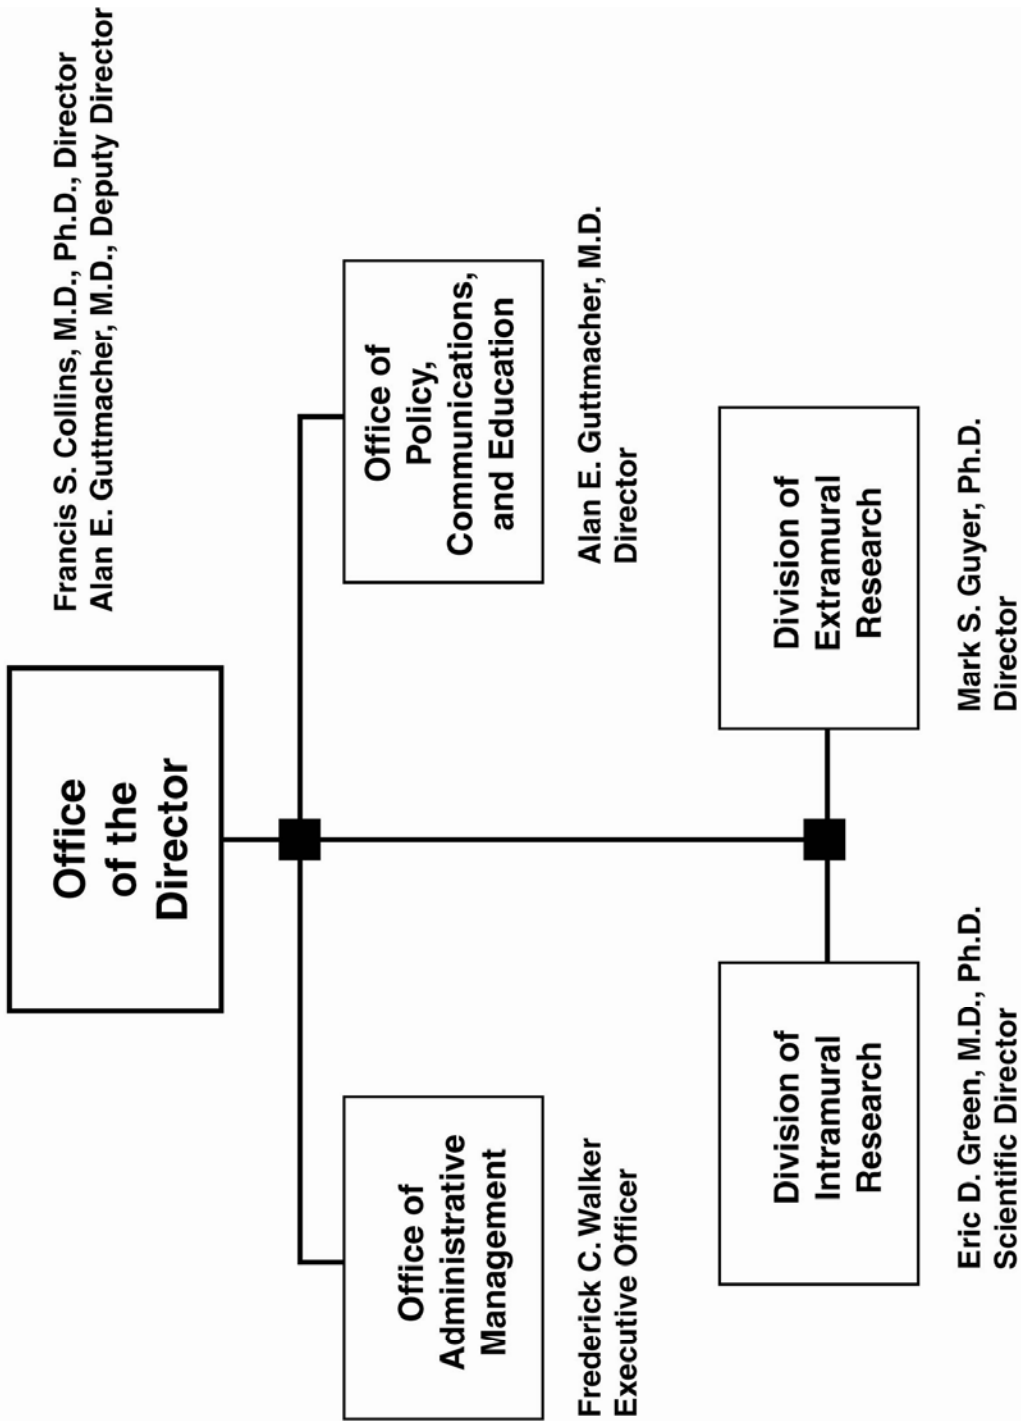 Office
of the
Director
Francis S. Collins, M.D., Ph.D., Director
Alan E. Guttmacher, M.D., Deputy Director
Office of
Administrative
Management
Frederick C. Walker
Executive Officer
Office of
Policy,
Communications,
and Education
Alan E. Guttmacher, M.D.
Director
Division of
Intramural
Research
Eric D. Green, M.D., Ph.D.
Scientific Director
Division of
Extramural
Research
Mark S. Guyer, Ph.D.
Director